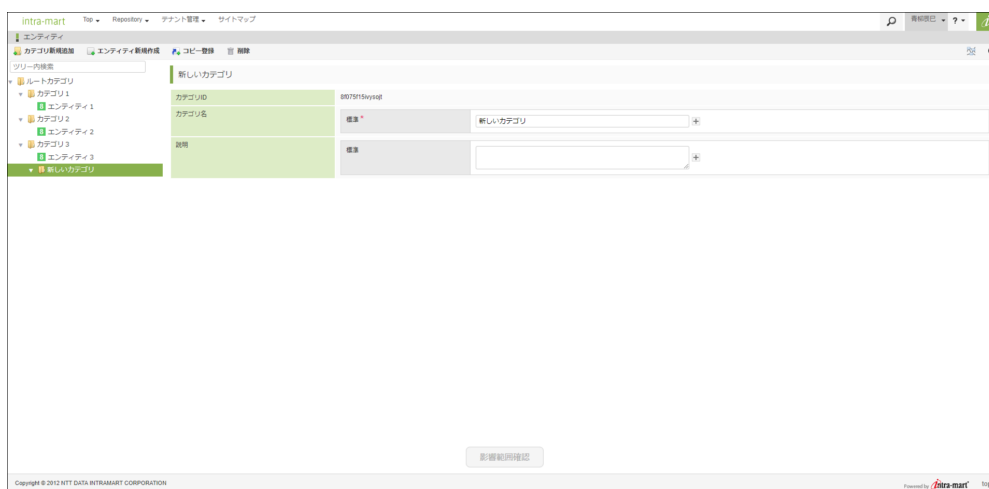 intra-mart Top Repository テナント管理 サイトマップ 青柳辰巳 ?
エンティティ
カテゴリ新規追加 エンティティ新規作成 コピー登録 削除
ツリー内検索
ルートカテゴリ
カテゴリ1
エンティティ1
カテゴリ2
エンティティ2
カテゴリ3
エンティティ3
新しいカテゴリ
新しいカテゴリ
カテゴリID 8f075f15ivysojt
カテゴリ名 標準* 新しいカテゴリ
説明 標準
影響範囲確認
Copyright © 2012 NTT DATA INTRAMART CORPORATION Powered by intra-mart top